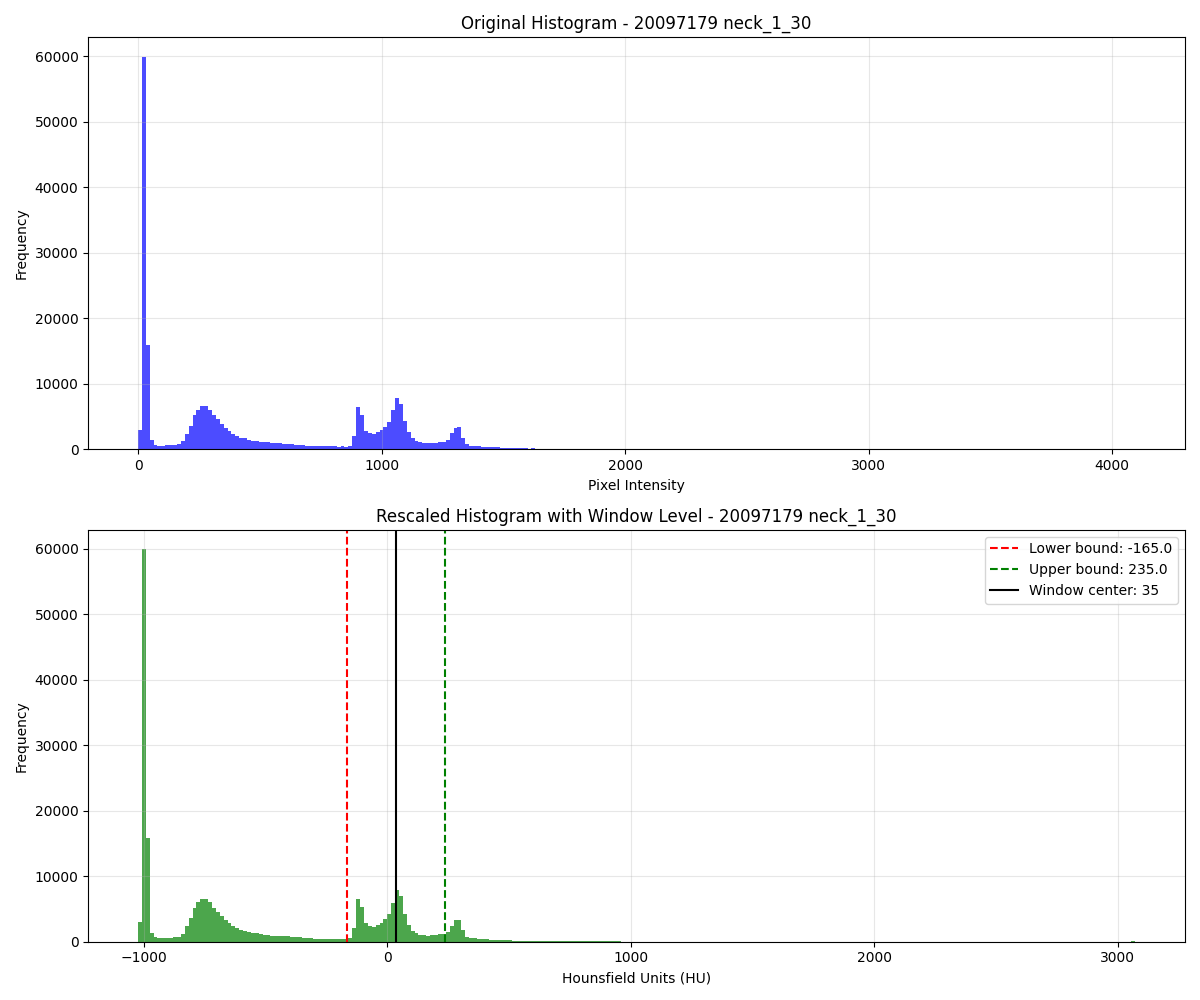 Original Histogram - 20097179 neck_1_30
Frequency
60000
50000
40000
30000
20000
10000
0
0 1000 2000 3000 4000
Pixel Intensity
Rescaled Histogram with Window Level - 20097179 neck_1_30
Frequency
60000
50000
40000
30000
20000
10000
0
Lower bound: -165.0
Upper bound: 235.0
Window center: 35
−1000 0 1000 2000 3000
Hounsfield Units (HU)